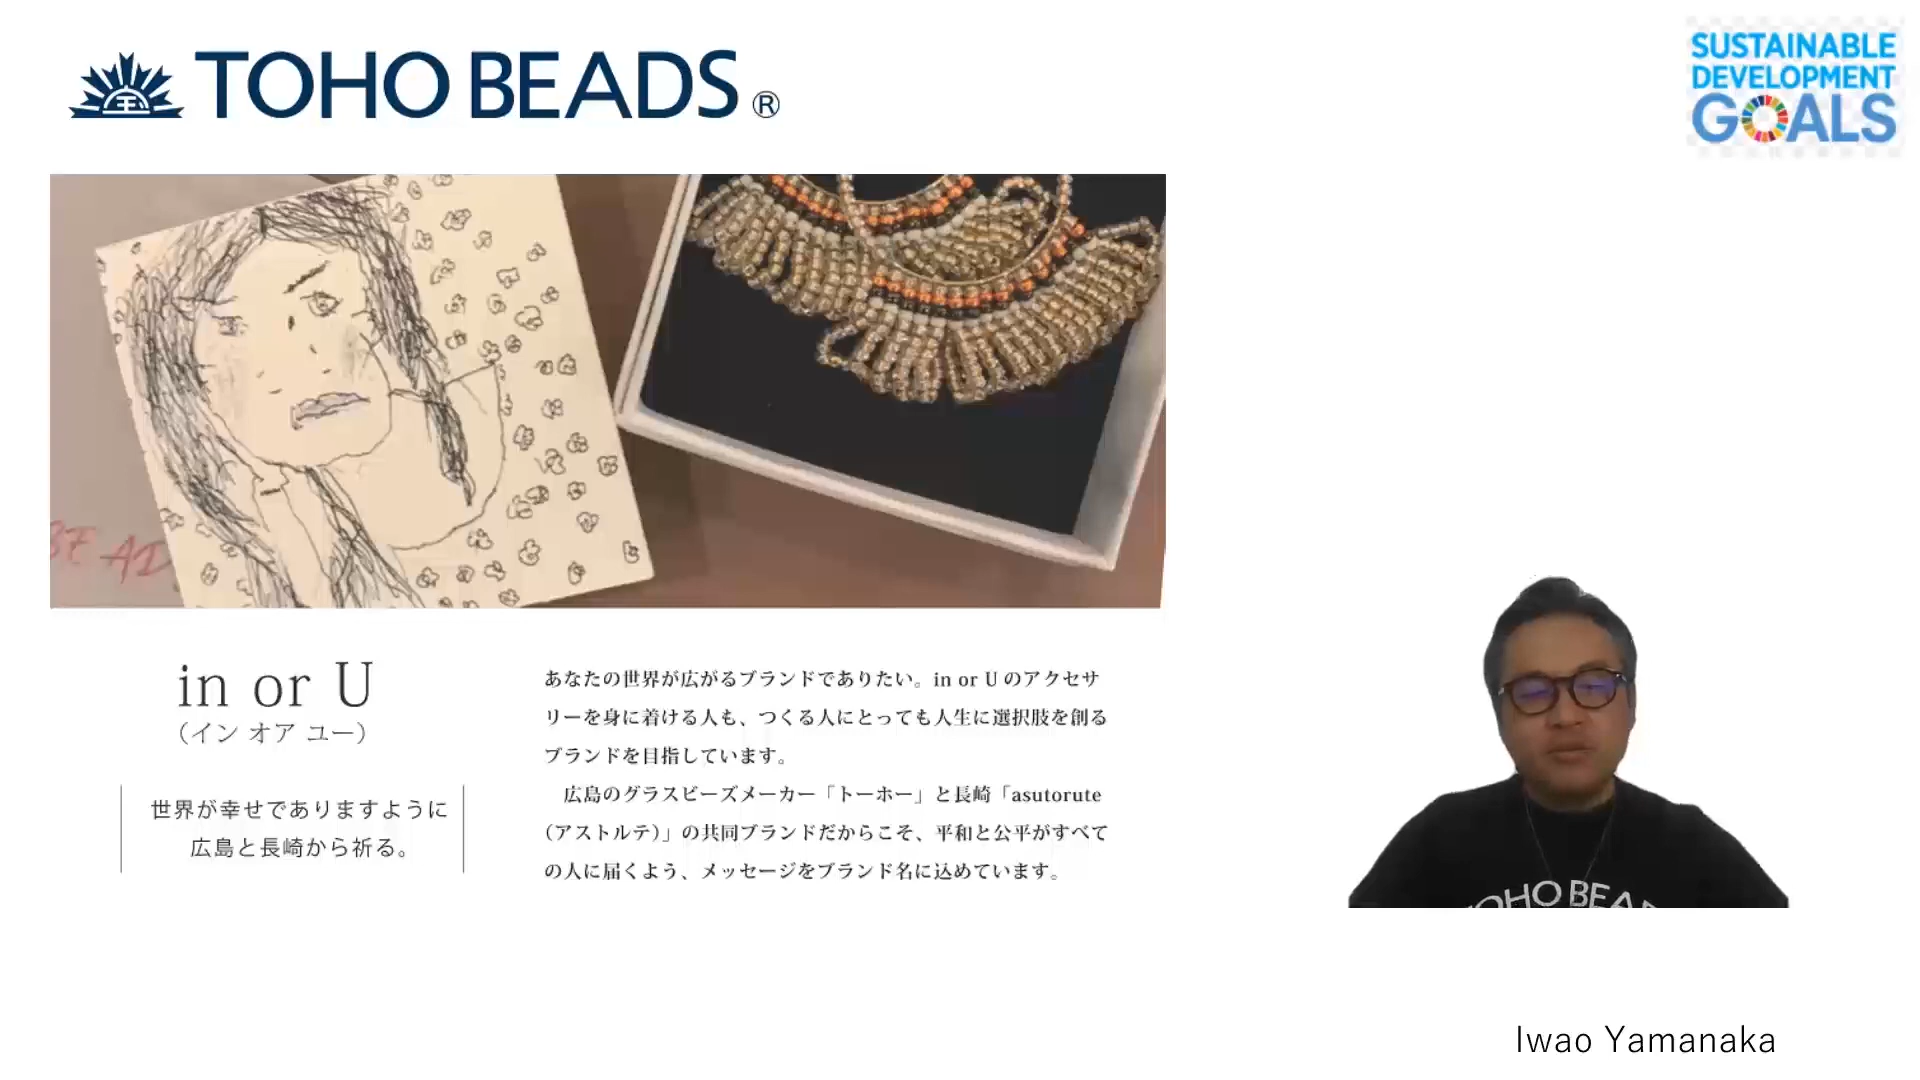 TOHO BEADS ®
SUSTAINABLE
DEVELOPMENT
GOALS
BEAD
in or U
（イン オア ユー）
世界が幸せでありますように
広島と長崎から祈る。
あなたの世界が広がるブランドでありたい。in or U のアクセサ
リーを身に着ける人も、つくる人にとっても人生に選択肢を創る
ブランドを目指しています。
広島のグラスビーズメーカー「トーホー」と長崎「asutorute
（アストルテ）」の共同ブランドだからこそ、平和と公平がすべて
の人に届くよう、メッセージをブランド名に込めています。
TOHO BEA
Iwao Yamanaka